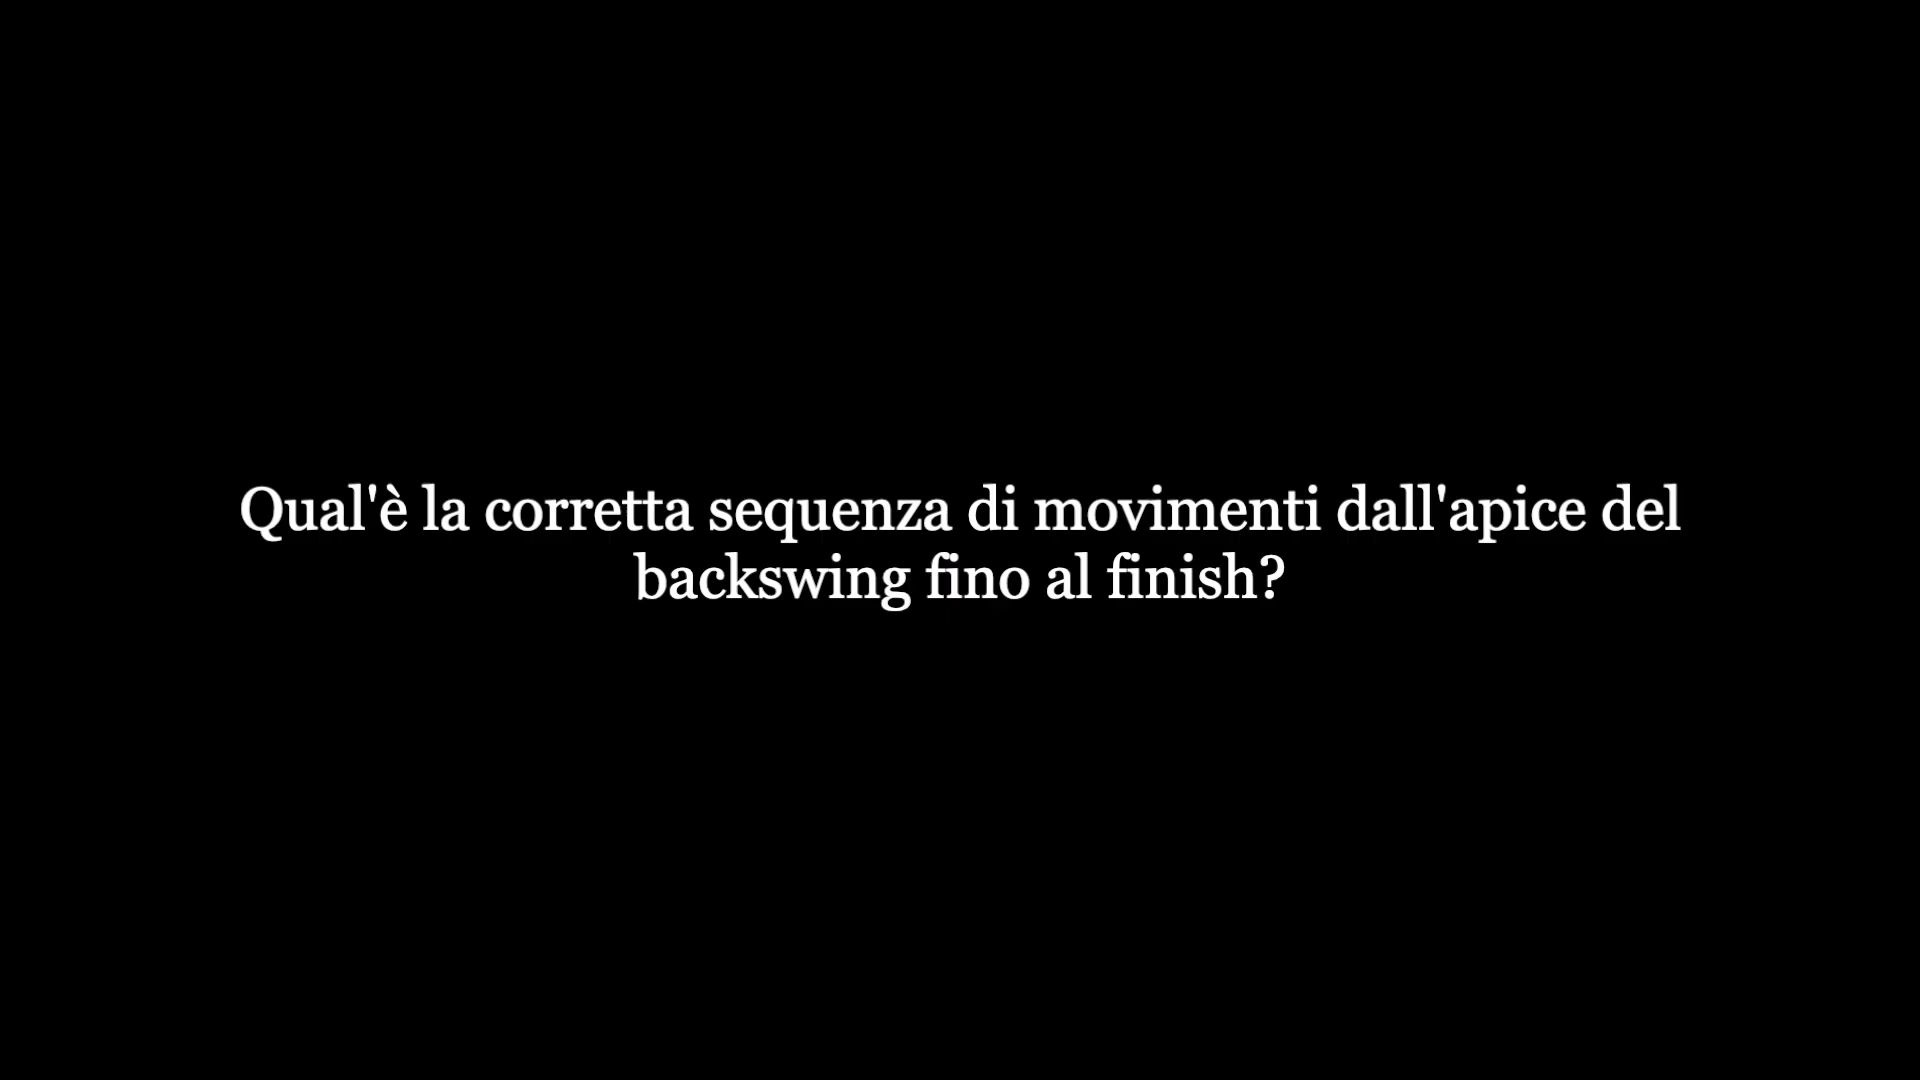 Qual'è la corretta sequenza di movimenti dall'apice del
backswing fino al finish?